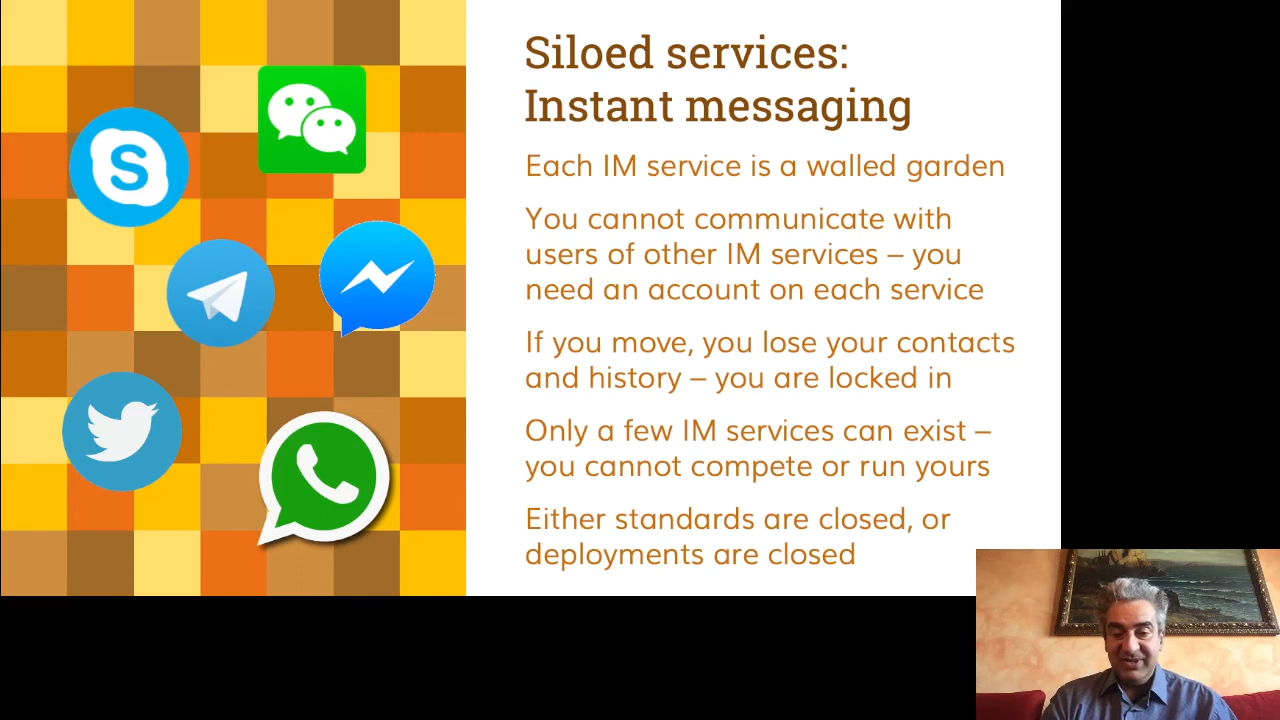 Siloed services:
Instant messaging
Each IM service is a walled garden
You cannot communicate with
users of other IM services – you
need an account on each service
If you move, you lose your contacts
and history – you are locked in
Only a few IM services can exist –
you cannot compete or run yours
Either standards are closed, or
deployments are closed
S